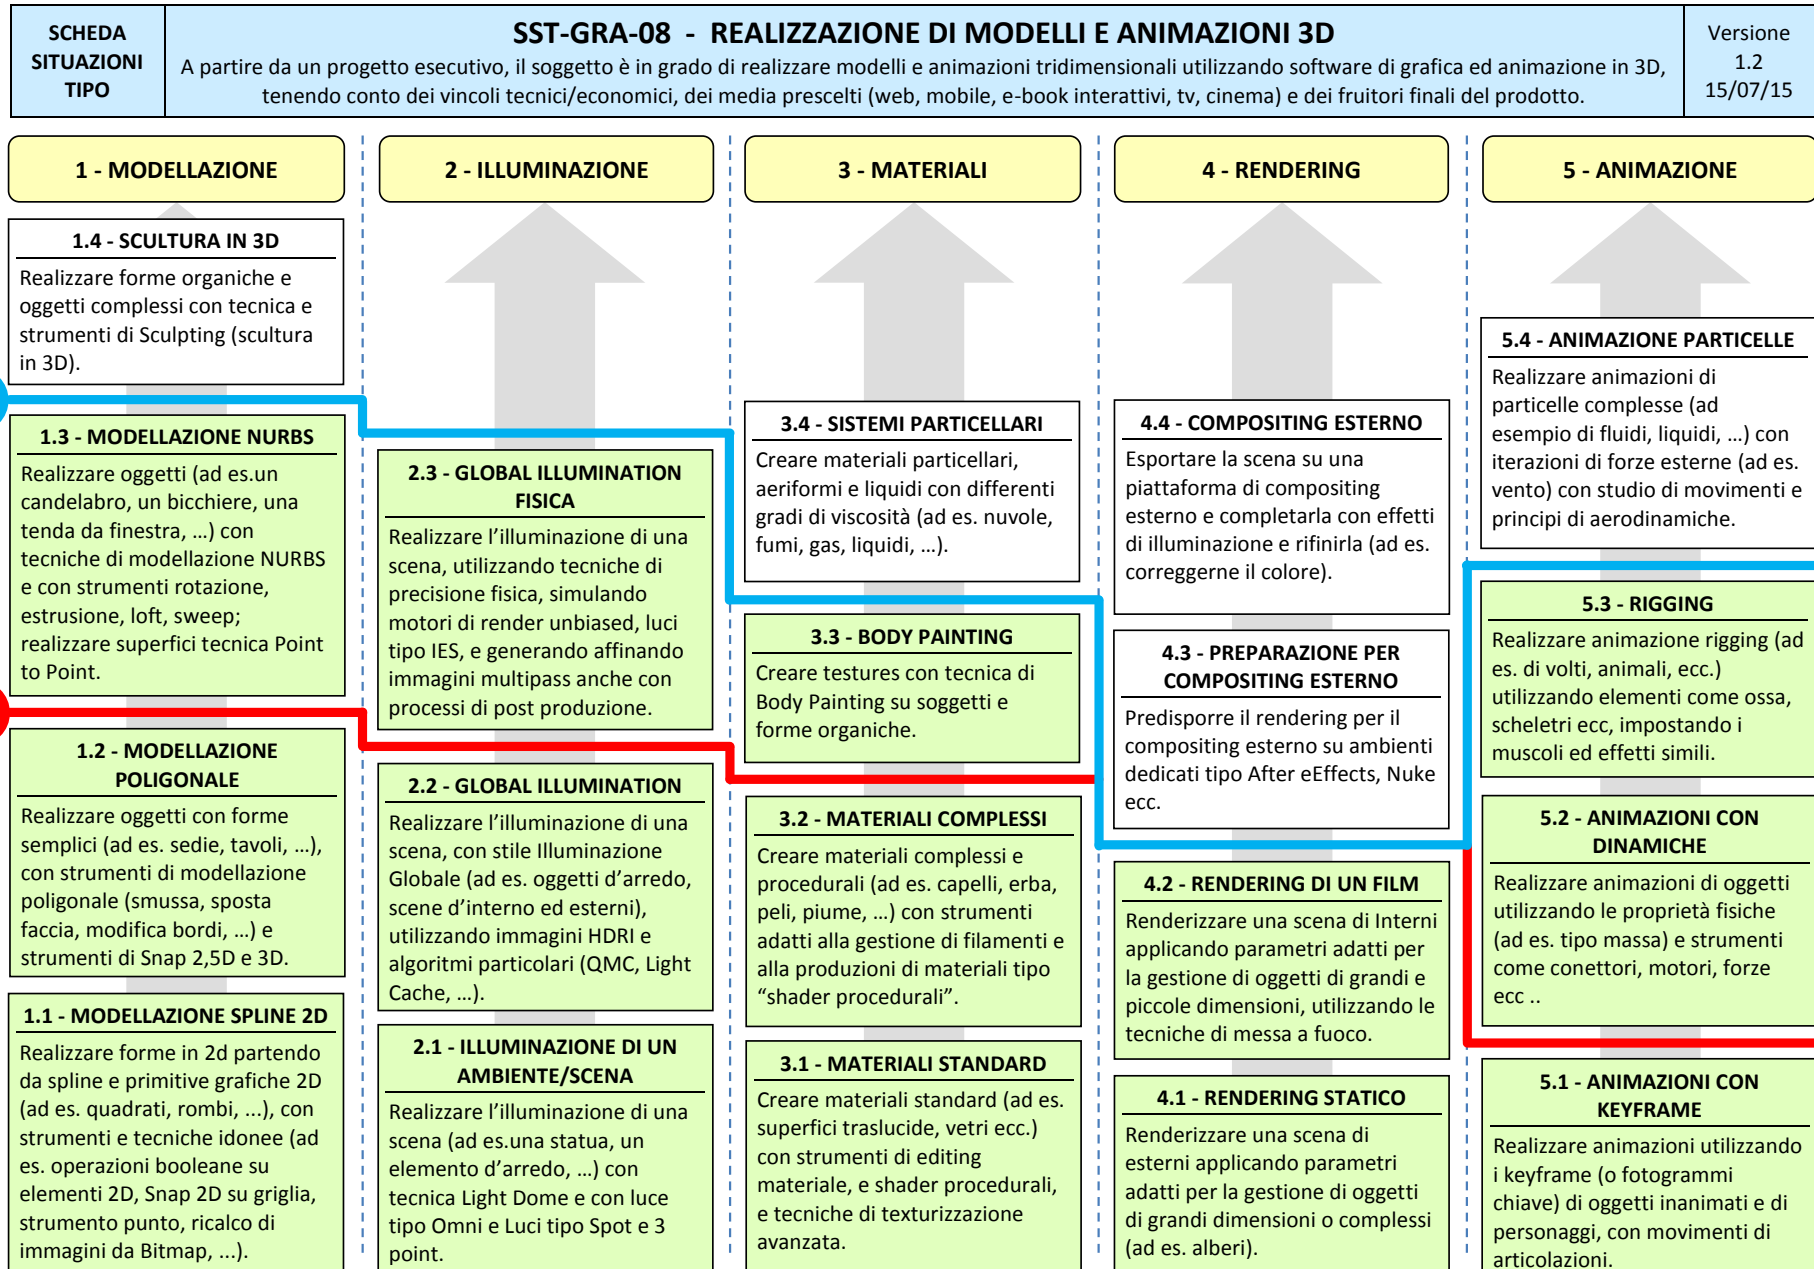 SCHEDA
SITUAZIONI
TIPO
SST-GRA-08 - REALIZZAZIONE DI MODELLI E ANIMAZIONI 3D
A partire da un progetto esecutivo, il soggetto è in grado di realizzare modelli e animazioni tridimensionali utilizzando software di grafica ed animazione in 3D,
tenendo conto dei vincoli tecnici/economici, dei media prescelti (web, mobile, e-book interattivi, tv, cinema) e dei fruitori finali del prodotto.
Versione
1.2
15/07/15
1 - MODELLAZIONE
1.4 - SCULTURA IN 3D
Realizzare forme organiche e
oggetti complessi con tecnica e
strumenti di Sculpting (scultura
in 3D).
1.3 - MODELLAZIONE NURBS
Realizzare oggetti (ad es.un
candelabro, un bicchiere, una
tenda da finestra, ...) con
tecniche di modellazione NURBS
e con strumenti rotazione,
estrusione, loft, sweep;
realizzare superfici tecnica Point
to Point.
1.2 - MODELLAZIONE
POLIGONALE
Realizzare oggetti con forme
semplici (ad es. sedie, tavoli, ...),
con strumenti di modellazione
poligonale (smussa, sposta
faccia, modifica bordi, ...) e
strumenti di Snap 2,5D e 3D.
1.1 - MODELLAZIONE SPLINE 2D
Realizzare forme in 2d partendo
da spline e primitive grafiche 2D
(ad es. quadrati, rombi, ...), con
strumenti e tecniche idonee (ad
es. operazioni booleane su
elementi 2D, Snap 2D su griglia,
strumento punto, ricalco di
immagini da Bitmap, ...).
2 - ILLUMINAZIONE
2.3 - GLOBAL ILLUMINATION
FISICA
Realizzare l’illuminazione di una
scena, utilizzando tecniche di
precisione fisica, simulando
motori di render unbiased, luci
tipo IES, e generando affinando
immagini multipass anche con
processi di post produzione.
2.2 - GLOBAL ILLUMINATION
Realizzare l’illuminazione di una
scena, con stile Illuminazione
Globale (ad es. oggetti d’arredo,
scene d’interno ed esterni),
utilizzando immagini HDRI e
algoritmi particolari (QMC, Light
Cache, ...).
2.1 - ILLUMINAZIONE DI UN
AMBIENTE/SCENA
Realizzare l’illuminazione di una
scena (ad es.una statua, un
elemento d’arredo, ...) con
tecnica Light Dome e con luce
tipo Omni e Luci tipo Spot e 3
point.
3 - MATERIALI
3.4 - SISTEMI PARTICELLARI
Creare materiali particellari,
aeriformi e liquidi con differenti
gradi di viscosità (ad es. nuvole,
fumi, gas, liquidi, ...).
3.3 - BODY PAINTING
Creare testures con tecnica di
Body Painting su soggetti e
forme organiche.
3.2 - MATERIALI COMPLESSI
Creare materiali complessi e
procedurali (ad es. capelli, erba,
peli, piume, ...) con strumenti
adatti alla gestione di filamenti e
alla produzioni di materiali tipo
“shader procedurali”.
3.1 - MATERIALI STANDARD
Creare materiali standard (ad es.
superfici traslucide, vetri ecc.)
con strumenti di editing
materiale, e shader procedurali,
e tecniche di texturizzazione
avanzata.
4 - RENDERING
4.4 - COMPOSITING ESTERNO
Esportare la scena su una
piattaforma di compositing
esterno e completarla con effetti
di illuminazione e rifinirla (ad es.
correggerne il colore).
4.3 - PREPARAZIONE PER
COMPOSITING ESTERNO
Predisporre il rendering per il
compositing esterno su ambienti
dedicati tipo After eEffects, Nuke
ecc.
4.2 - RENDERING DI UN FILM
Renderizzare una scena di Interni
applicando parametri adatti per
la gestione di oggetti di grandi e
piccole dimensioni, utilizzando le
tecniche di messa a fuoco.
4.1 - RENDERING STATICO
Renderizzare una scena di
esterni applicando parametri
adatti per la gestione di oggetti
di grandi dimensioni o complessi
(ad es. alberi).
5 - ANIMAZIONE
5.4 - ANIMAZIONE PARTICELLE
Realizzare animazioni di
particelle complesse (ad
esempio di fluidi, liquidi, ...) con
iterazioni di forze esterne (ad es.
vento) con studio di movimenti e
principi di aerodinamiche.
5.3 - RIGGING
Realizzare animazione rigging (ad
es. di volti, animali, ecc.)
utilizzando elementi come ossa,
scheletri ecc, impostando i
muscoli ed effetti simili.
5.2 - ANIMAZIONI CON
DINAMICHE
Realizzare animazioni di oggetti
utilizzando le proprietà fisiche
(ad es. tipo massa) e strumenti
come conettori, motori, forze
ecc ..
5.1 - ANIMAZIONI CON
KEYFRAME
Realizzare animazioni utilizzando
i keyframe (o fotogrammi
chiave) di oggetti inanimati e di
personaggi, con movimenti di
articolazioni.